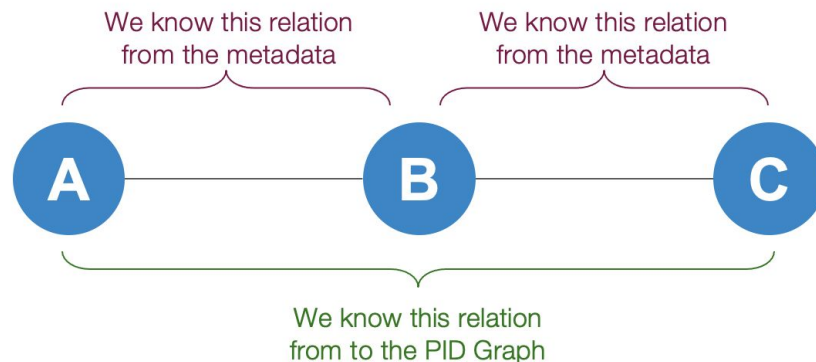 We know this relation
from the metadata
We know this relation
from the metadata
A
B
C
We know this relation
from to the PID Graph